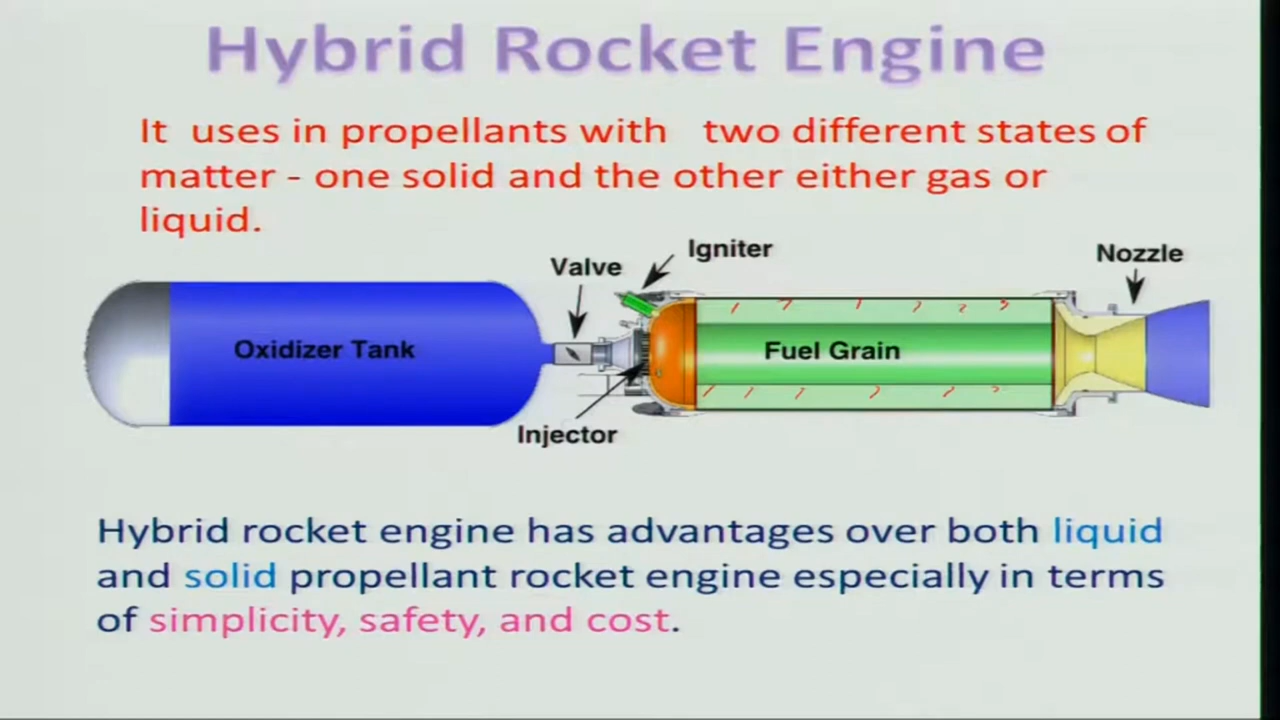 Hybrid Rocket Engine
It uses in propellants with two different states of
matter - one solid and the other either gas or
liquid.
Igniter
Nozzle
Valve
Oxidizer Tank
Fuel Grain
Injector
Hybrid rocket engine has advantages over both liquid
and solid propellant rocket engine especially in terms
of simplicity, safety, and cost.